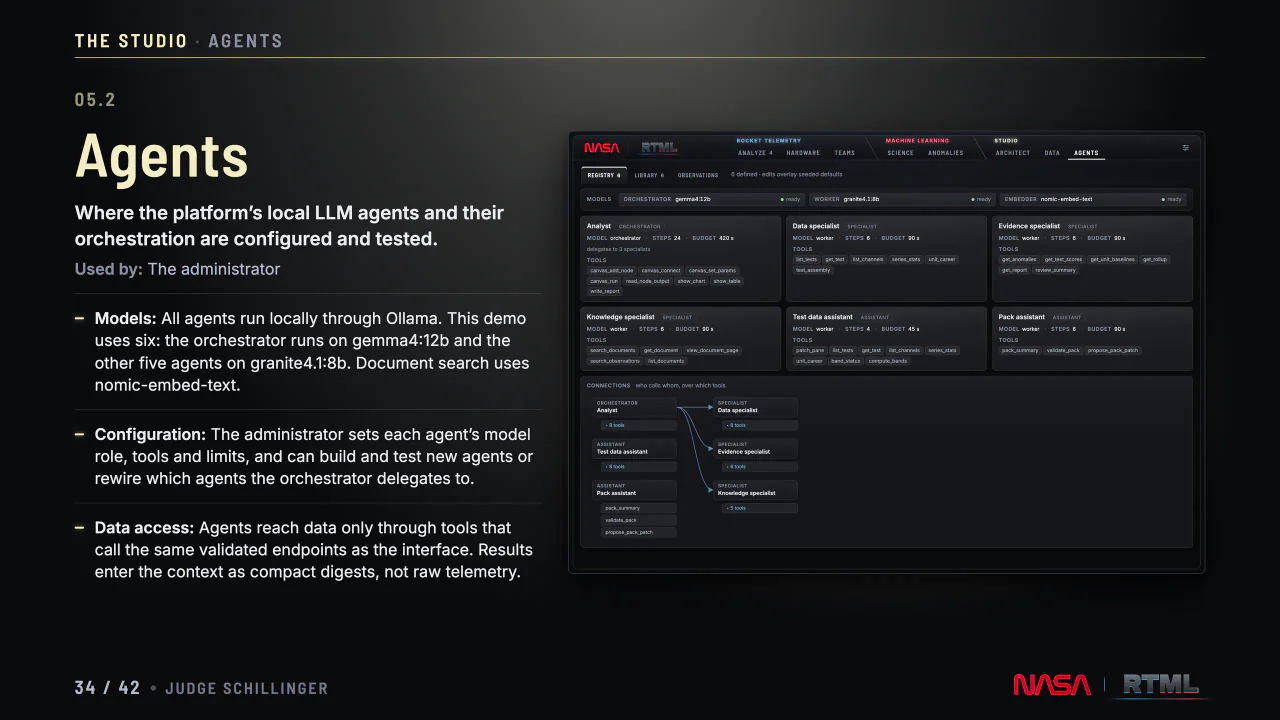 THE STUDIO · AGENTS
05.2
Agents
Where the platform's local LLM agents and their
orchestration are configured and tested.
Used by: The administrator
– Models: All agents run locally through Ollama. This demo
uses six: the orchestrator runs on gemma4:12b and the
other five agents on granite4.1:8b. Document search uses
nomic-embed-text.
– Configuration: The administrator sets each agent's model
role, tools and limits, and can build and test new agents or
rewire which agents the orchestrator delegates to.
– Data access: Agents reach data only through tools that
call the same validated endpoints as the interface. Results
enter the context as compact digests, not raw telemetry.
NASA RTML
ROCKET TELEMETRY MACHINE LEARNING STUDIO
ANALYZE 4 HARDWARE TEAMS SCIENCE ANOMALIES ARCHITECT DATA AGENTS
REGISTRY 6 LIBRARY 6 OBSERVATIONS 6 defined · edits overlay seeded defaults
MODELS ORCHESTRATOR gemma4:12b ready WORKER granite4.1:8b ready EMBEDDER nomic-embed-text ready
Analyst ORCHESTRATOR
MODEL orchestrator · STEPS 24 · BUDGET 420 s
delegates to 3 specialists
TOOLS
canvas_add_node canvas_connect canvas_set_params
canvas_run read_node_output show_chart show_table
write_report
Data specialist SPECIALIST
MODEL worker · STEPS 6 · BUDGET 90 s
TOOLS
list_tests get_test list_channels series_stats unit_career
test_assembly
Evidence specialist SPECIALIST
MODEL worker · STEPS 6 · BUDGET 90 s
TOOLS
get_anomalies get_test_scores get_unit_baselines get_rollup
get_report review_summary
Knowledge specialist SPECIALIST
MODEL worker · STEPS 6 · BUDGET 90 s
TOOLS
search_documents get_document view_document_page
search_observations list_documents
Test data assistant ASSISTANT
MODEL worker · STEPS 4 · BUDGET 45 s
TOOLS
patch_pane list_tests get_test list_channels series_stats
unit_career band_status compute_bands
Pack assistant ASSISTANT
MODEL worker · STEPS 6 · BUDGET 90 s
TOOLS
pack_summary validate_pack propose_pack_patch
CONNECTIONS who calls whom, over which tools
ORCHESTRATOR
Analyst
8 tools
SPECIALIST
Data specialist
6 tools
ASSISTANT
Test data assistant
8 tools
SPECIALIST
Evidence specialist
6 tools
ASSISTANT
Pack assistant
pack_summary
validate_pack
propose_pack_patch
SPECIALIST
Knowledge specialist
5 tools
34 / 42 • JUDGE SCHILLINGER
NASA | RTML